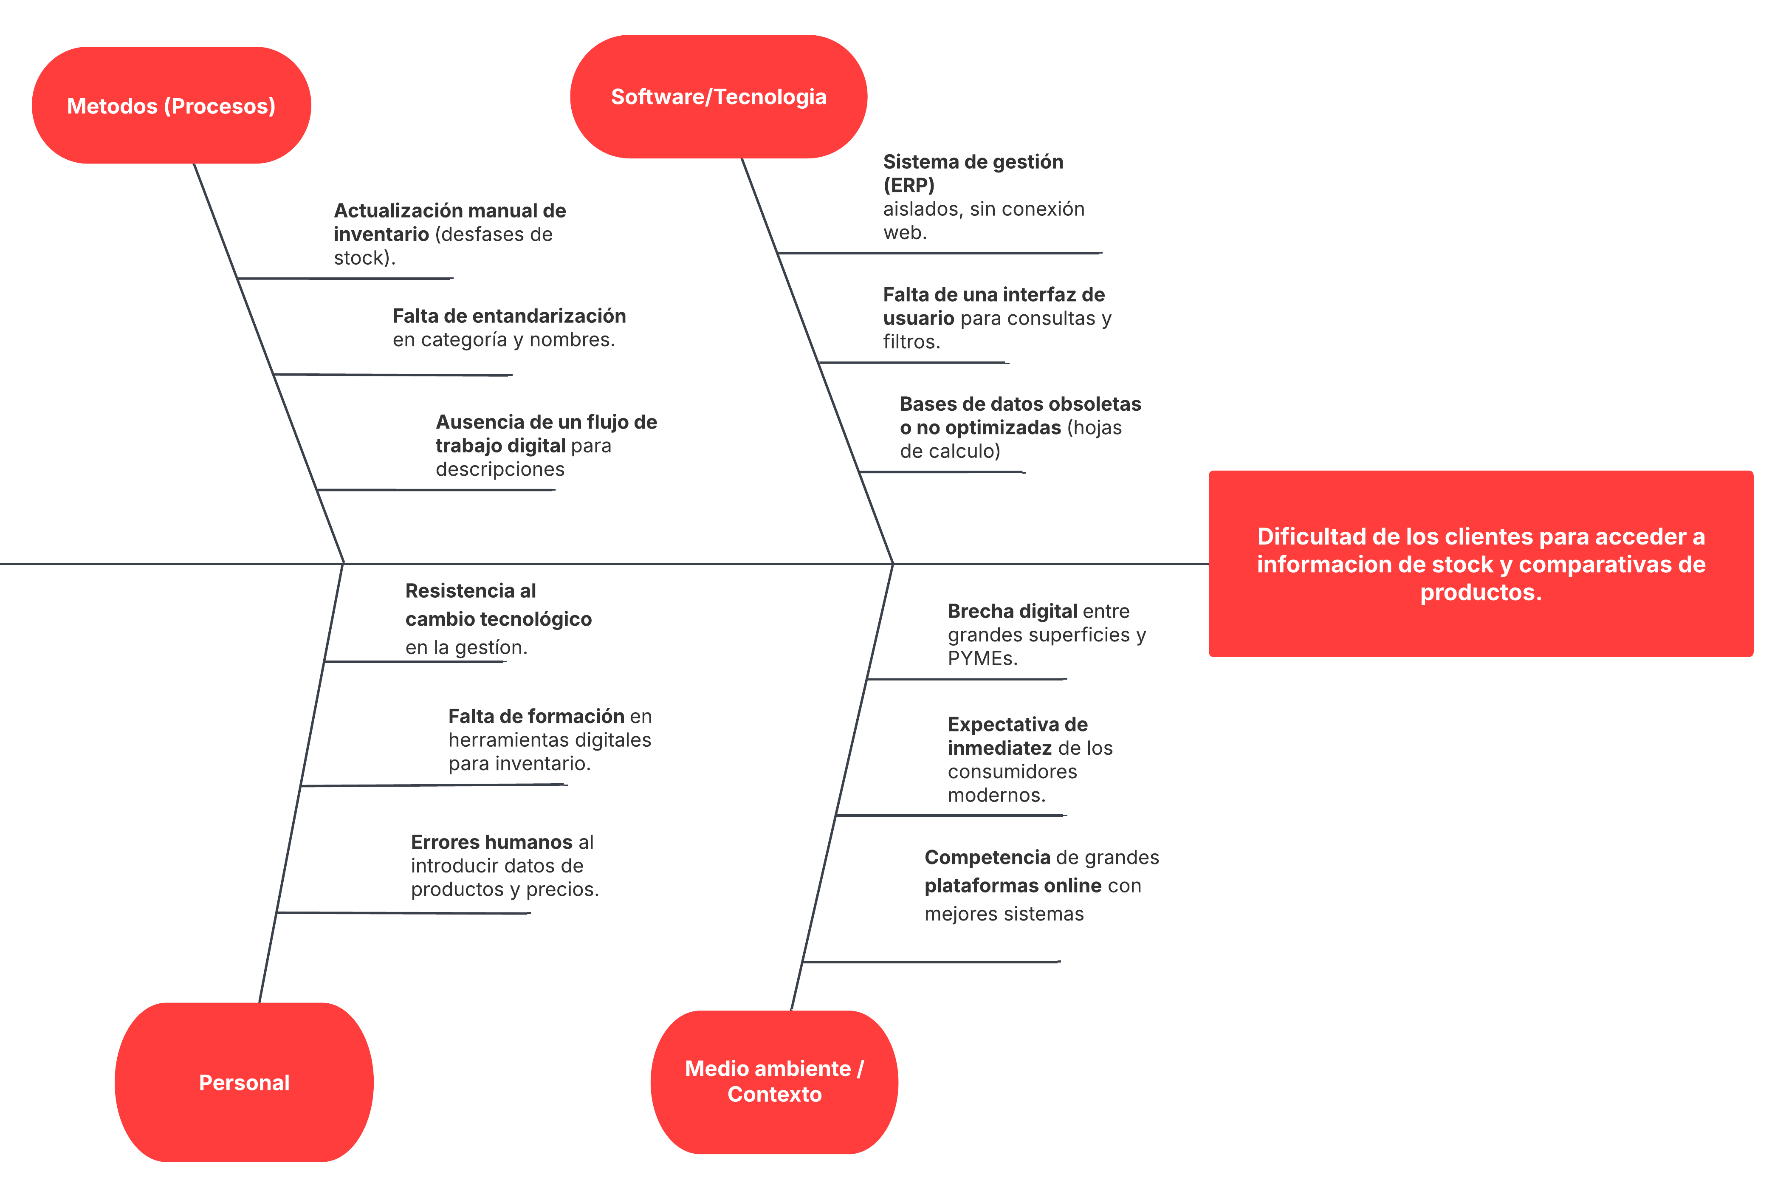 Metodos (Procesos)
Software/Tecnologia
Actualización manual de
inventario (desfases de
stock).
Falta de entandarización
en categoría y nombres.
Ausencia de un flujo de
trabajo digital para
descripciones
Sistema de gestión
(ERP)
aislados, sin conexión
web.
Falta de una interfaz de
usuario para consultas y
filtros.
Bases de datos obsoletas
o no optimizadas (hojas
de calculo)
Dificultad de los clientes para acceder a
informacion de stock y comparativas de
productos.
Resistencia al
cambio tecnológico
en la gestíon.
Falta de formación en
herramientas digitales
para inventario.
Errores humanos al
introducir datos de
productos y precios.
Brecha digital entre
grandes superficies y
PYMEs.
Expectativa de
inmediatez de los
consumidores
modernos.
Competencia de grandes
plataformas online con
mejores sistemas
Personal
Medio ambiente /
Contexto